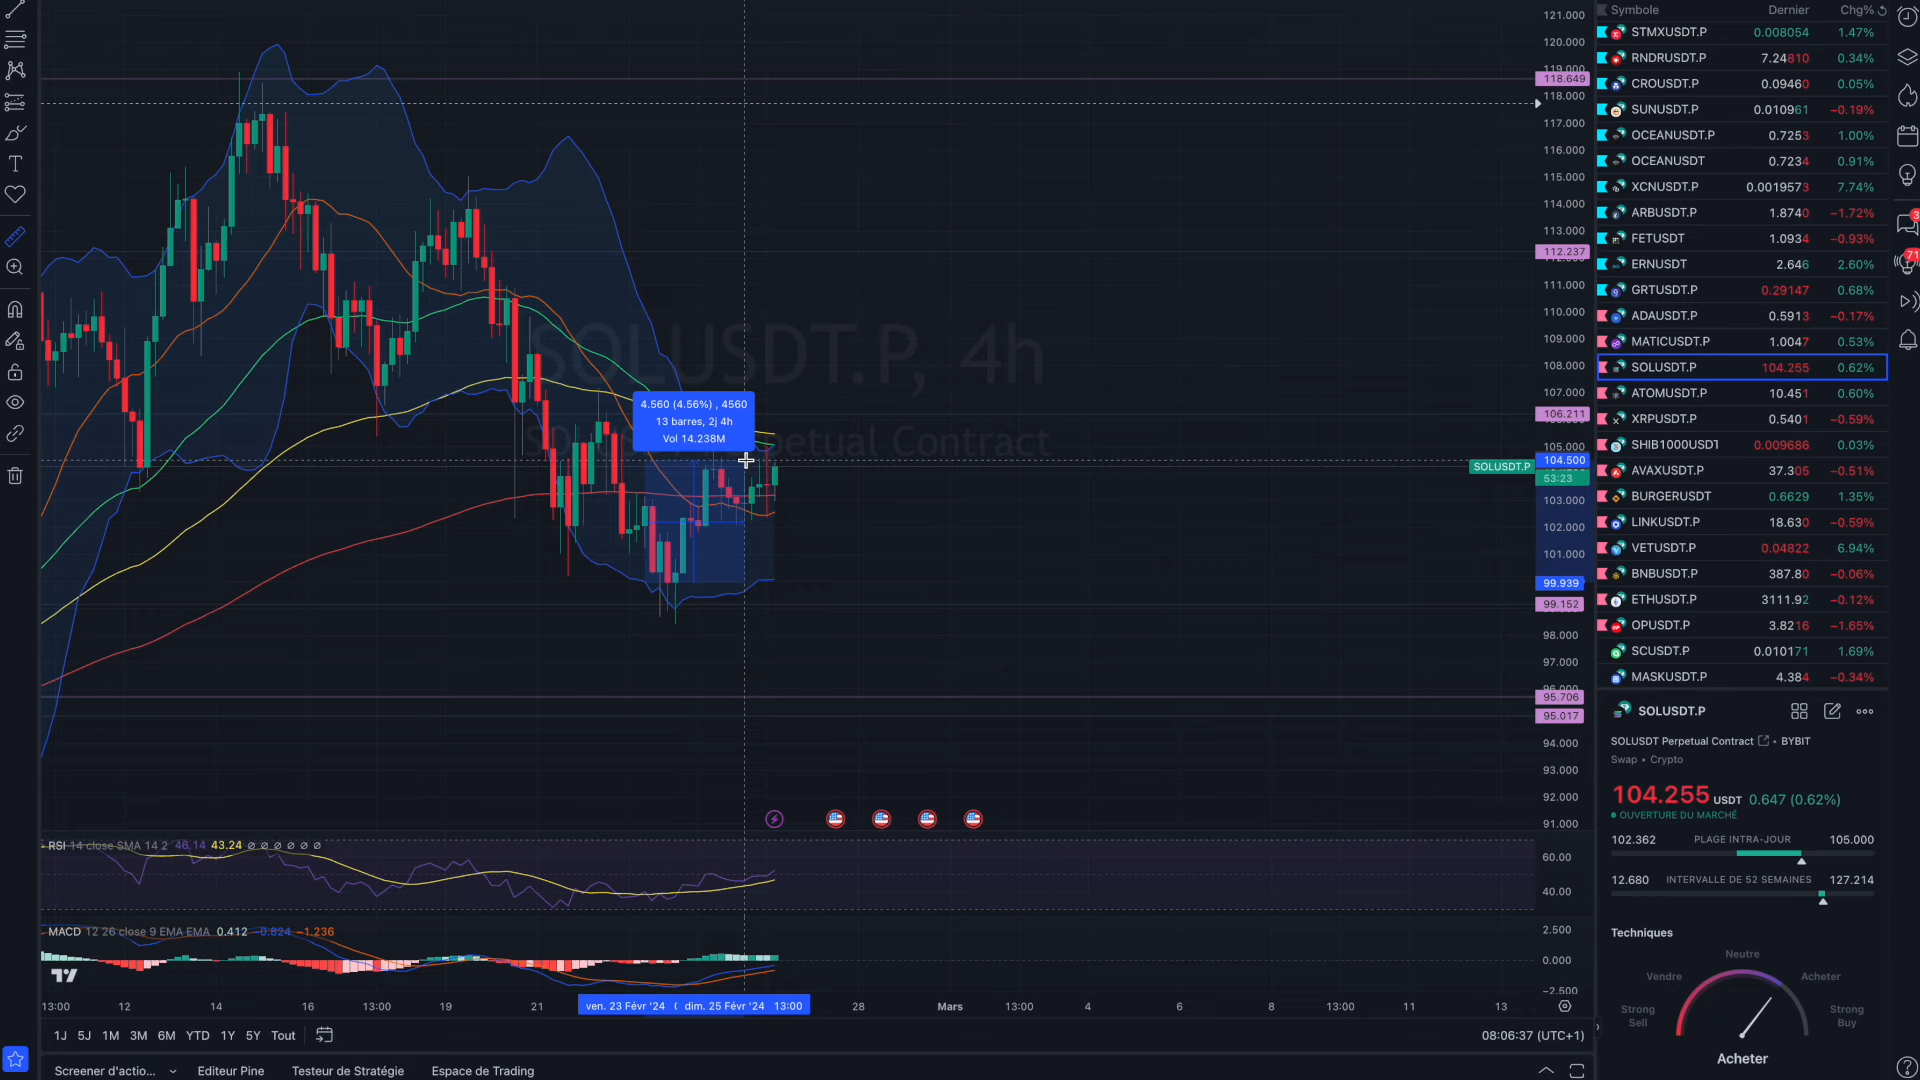 SOLUSDT.P, 4h
SOLUSDT Perpetual Contract
4.560 (4.56%) , 4560
13 barres, 2j 4h
Vol 14.238M
121.000
120.000
119.000
118.649
118.000
117.000
116.000
115.000
114.000
113.000
112.237
111.000
110.000
109.000
108.000
107.000
106.211
105.000
104.500
SOLUSDT.P
53:23
103.000
102.000
101.000
99.939
99.152
98.000
97.000
96.000
95.706
95.017
94.000
93.000
92.000
91.000
RSI 14 close SMA 14 2 46.14 43.24 ∅ ∅ ∅ ∅ ∅ ∅
60.00
40.00
MACD 12 26 close 9 EMA EMA 0.412 −0.824 −1.236
2.500
0.000
−2.500
13:00 12 14 16 13:00 19 21 ven. 23 Févr '24 dim. 25 Févr '24 13:00 28 Mars 13:00 4 6 8 13:00 11 13
1J 5J 1M 3M 6M YTD 1Y 5Y Tout
08:06:37 (UTC+1)
Screener d'actio... Editeur Pine Testeur de Stratégie Espace de Trading
Symbole Dernier Chg%
STMXUSDT.P 0.008054 1.47%
RNDRUSDT.P 7.24810 0.34%
CROUSDT.P 0.09460 0.05%
SUNUSDT.P 0.010961 −0.19%
OCEANUSDT.P 0.7253 1.00%
OCEANUSDT 0.7234 0.91%
XCNUSDT.P 0.0019573 7.74%
ARBUSDT.P 1.8740 −1.72%
FETUSDT 1.0934 −0.93%
ERNUSDT 2.646 2.60%
GRTUSDT.P 0.29147 0.68%
ADAUSDT.P 0.5913 −0.17%
MATICUSDT.P 1.0047 0.53%
SOLUSDT.P 104.255 0.62%
ATOMUSDT.P 10.451 0.60%
XRPUSDT.P 0.5401 −0.59%
SHIB1000USDT 0.009686 0.03%
AVAXUSDT.P 37.305 −0.51%
BURGERUSDT 0.6629 1.35%
LINKUSDT.P 18.630 −0.59%
VETUSDT.P 0.04822 6.94%
BNBUSDT.P 387.80 −0.06%
ETHUSDT.P 3111.92 −0.12%
OPUSDT.P 3.8216 −1.65%
SCUSDT.P 0.010171 1.69%
MASKUSDT.P 4.384 −0.34%
SOLUSDT.P
SOLUSDT Perpetual Contract • BYBIT
Swap • Crypto
104.255 USDT 0.647 (0.62%)
OUVERTURE DU MARCHÉ
102.362 PLAGE INTRA-JOUR 105.000
12.680 INTERVALLE DE 52 SEMAINES 127.214
Techniques
Neutre
Vendre Acheter
Strong Sell
Strong Buy
Acheter
3
71